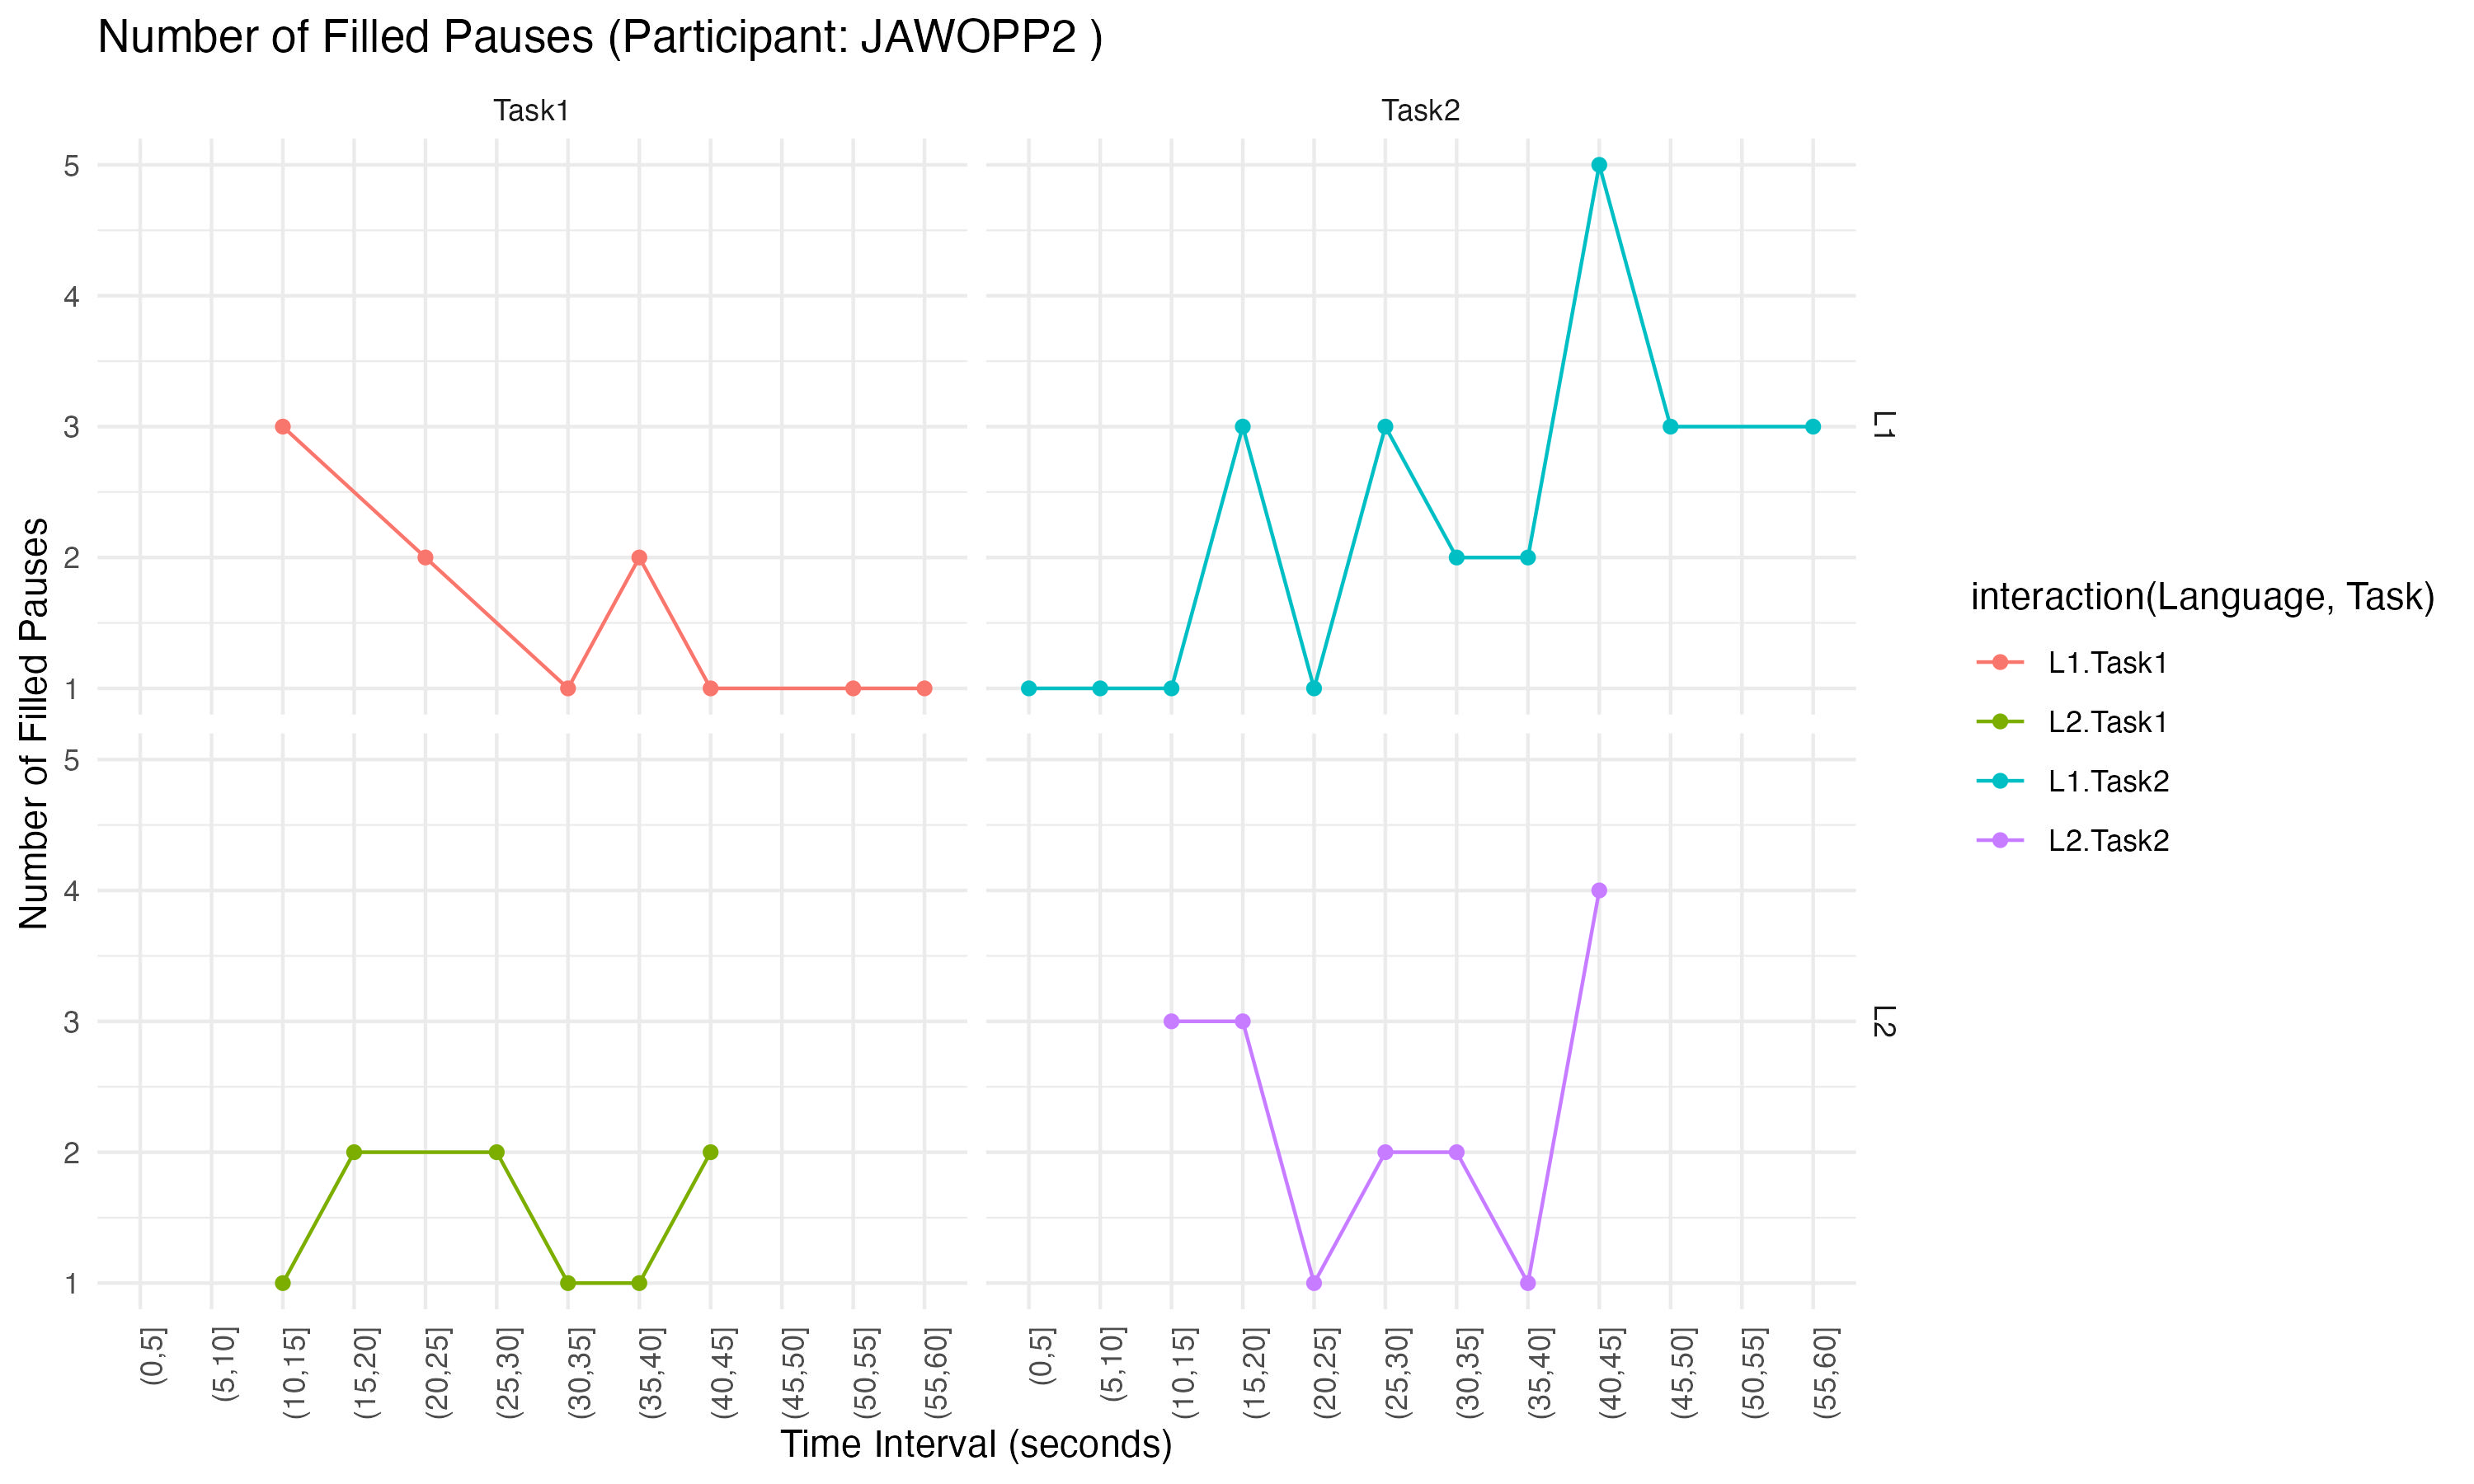 Number of Filled Pauses (Participant: JAWOPP2 )
Task1
Task2
5
4
3
2
1
L1
5
4
3
2
1
L2
Number of Filled Pauses
(0,5]
(5,10]
(10,15]
(15,20]
(20,25]
(25,30]
(30,35]
(35,40]
(40,45]
(45,50]
(50,55]
(55,60]
(0,5]
(5,10]
(10,15]
(15,20]
(20,25]
(25,30]
(30,35]
(35,40]
(40,45]
(45,50]
(50,55]
(55,60]
Time Interval (seconds)
interaction(Language, Task)
L1.Task1
L2.Task1
L1.Task2
L2.Task2